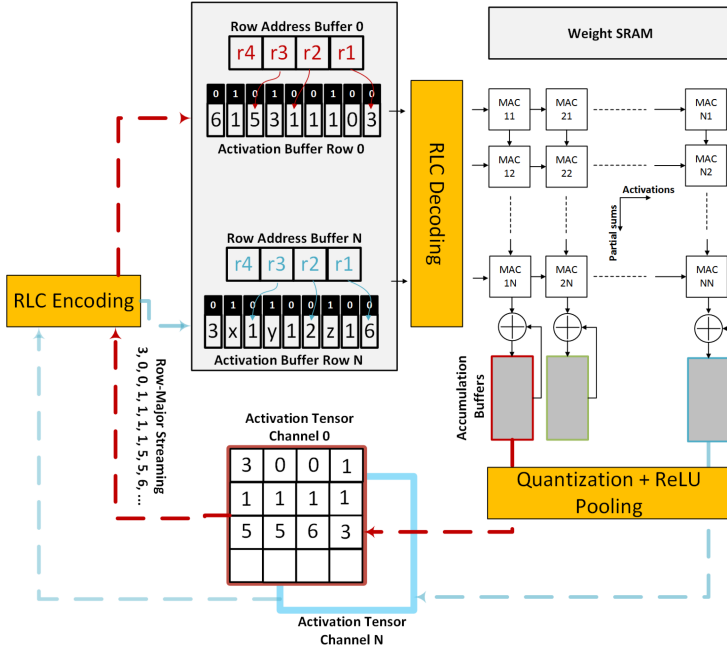 Row Address Buffer 0
r4 r3 r2 r1
0 1 0 1 0 1 0 0 0
6 1 5 3 1 1 1 0 3
Activation Buffer Row 0
Row Address Buffer N
r4 r3 r2 r1
0 1 0 1 0 0 1 0 0
3 x 1 y 1 2 z 1 6
Activation Buffer Row N
RLC Encoding
RLC Decoding
Weight SRAM
MAC
11
MAC
21
MAC
N1
MAC
12
MAC
22
MAC
N2
Activations
Partial sums
MAC
1N
MAC
2N
MAC
NN
Accumulation
Buffers
Quantization + ReLU
Pooling
Row-Major Streaming
3, 0, 0, 1, 1, 1, 1, 1, 5, 5, 6, ...
Activation Tensor
Channel 0
3 0 0 1
1 1 1 1
5 5 6 3
Activation Tensor
Channel N